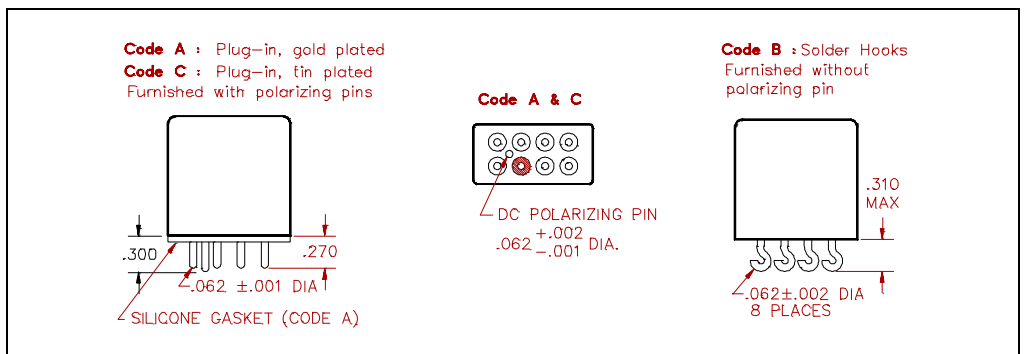 Code A : Plug-in, gold plated
Code C : Plug-in, tin plated
Furnished with polarizing pins
.300
.270
.062 ±.001 DIA
SILICONE GASKET (CODE A)
Code A & C
DC POLARIZING PIN
.062 +.002 -.001 DIA.
Code B : Solder Hooks
Furnished without
polarizing pin
.310
MAX
.062±.002 DIA
8 PLACES